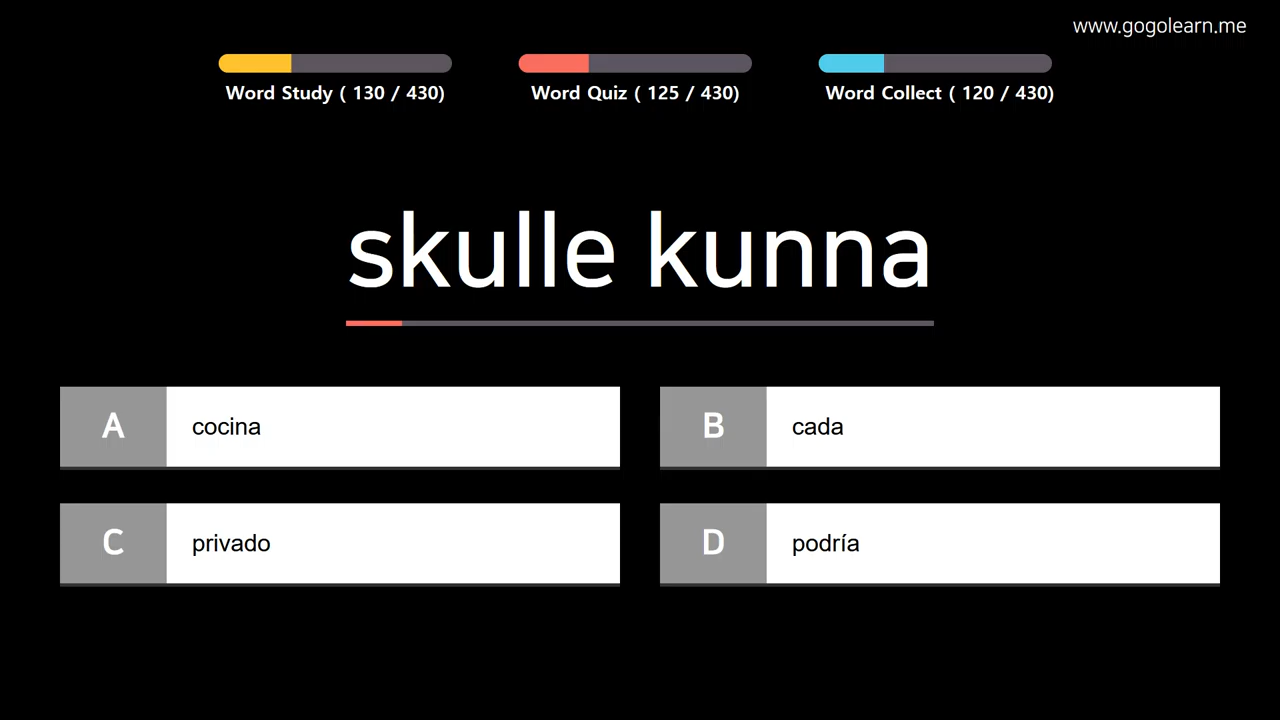 www.gogolearn.me
Word Study ( 130 / 430)
Word Quiz ( 125 / 430)
Word Collect ( 120 / 430)
skulle kunna
A cocina
B cada
C privado
D podría